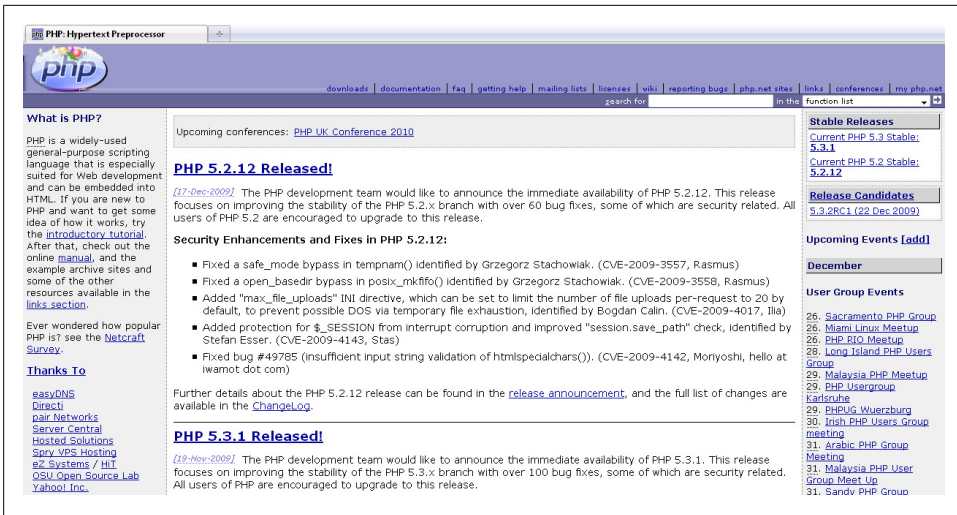 PHP: Hypertext Preprocessor
php
downloads | documentation | faq | getting help | mailing lists | licenses | wiki | reporting bugs | php.net sites | links | conferences | my php.net
search for in the function list
What is PHP?
PHP is a widely-used
general-purpose scripting
language that is especially
suited for Web development
and can be embedded into
HTML. If you are new to
PHP and want to get some
idea of how it works, try
the introductory tutorial.
After that, check out the
online manual, and the
example archive sites and
some of the other
resources available in the
links section.
Ever wondered how popular
PHP is? see the Netcraft
Survey.
Thanks To
easyDNS
Directi
pair Networks
Server Central
Hosted Solutions
Spry VPS Hosting
eZ Systems / HiT
OSU Open Source Lab
Yahoo! Inc.
Upcoming conferences: PHP UK Conference 2010
PHP 5.2.12 Released!
[17-Dec-2009] The PHP development team would like to announce the immediate availability of PHP 5.2.12. This release
focuses on improving the stability of the PHP 5.2.x branch with over 60 bug fixes, some of which are security related. All
users of PHP 5.2 are encouraged to upgrade to this release.
Security Enhancements and Fixes in PHP 5.2.12:
■ Fixed a safe_mode bypass in tempnam() identified by Grzegorz Stachowiak. (CVE-2009-3557, Rasmus)
■ Fixed a open_basedir bypass in posix_mkfifo() identified by Grzegorz Stachowiak. (CVE-2009-3558, Rasmus)
■ Added "max_file_uploads" INI directive, which can be set to limit the number of file uploads per-request to 20 by
default, to prevent possible DOS via temporary file exhaustion, identified by Bogdan Calin. (CVE-2009-4017, Ilia)
■ Added protection for $_SESSION from interrupt corruption and improved "session.save_path" check, identified by
Stefan Esser. (CVE-2009-4143, Stas)
■ Fixed bug #49785 (insufficient input string validation of htmlspecialchars()). (CVE-2009-4142, Moriyoshi, hello at
iwamot dot com)
Further details about the PHP 5.2.12 release can be found in the release announcement, and the full list of changes are
available in the ChangeLog.
PHP 5.3.1 Released!
[19-Nov-2009] The PHP development team would like to announce the immediate availability of PHP 5.3.1. This release
focuses on improving the stability of the PHP 5.3.x branch with over 100 bug fixes, some of which are security related.
All users of PHP are encouraged to upgrade to this release.
Stable Releases
Current PHP 5.3 Stable:
5.3.1
Current PHP 5.2 Stable:
5.2.12
Release Candidates
5.3.2RC1 (22 Dec 2009)
Upcoming Events [add]
December
User Group Events
26. Sacramento PHP Group
26. Miami Linux Meetup
26. PHP RIO Meetup
28. Long Island PHP Users
Group
29. Malaysia PHP Meetup
29. PHP Usergroup
Karlsruhe
29. PHPUG Wuerzburg
30. Irish PHP Users Group
meeting
31. Arabic PHP Group
Meeting
31. Malaysia PHP User
Group Meet Up
31. Sandy PHP Group